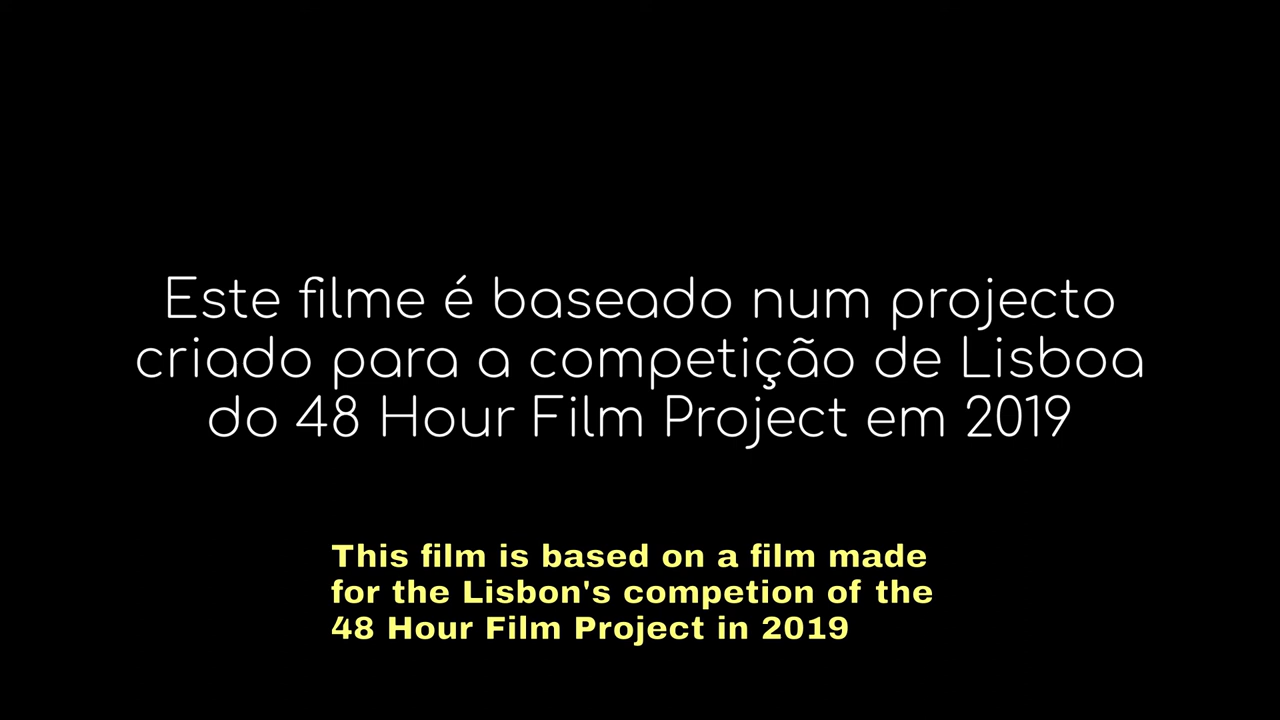 Este filme é baseado num projecto
criado para a competição de Lisboa
do 48 Hour Film Project em 2019
This film is based on a film made
for the Lisbon's competion of the
48 Hour Film Project in 2019